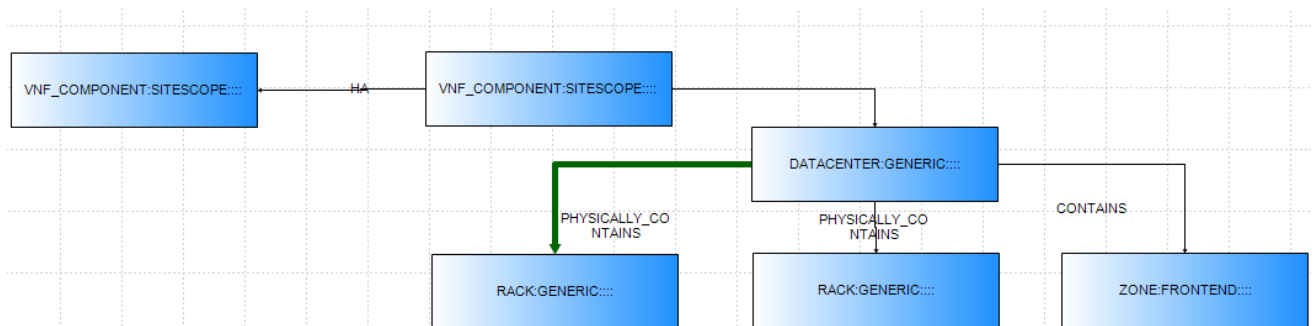 VNF_COMPONENT:SITESCOPE::::
HA
VNF_COMPONENT:SITESCOPE::::
DATACENTER:GENERIC::::
PHYSICALLY_CO
NTAINS
PHYSICALLY_CO
NTAINS
CONTAINS
RACK:GENERIC::::
RACK:GENERIC::::
ZONE:FRONTEND::::